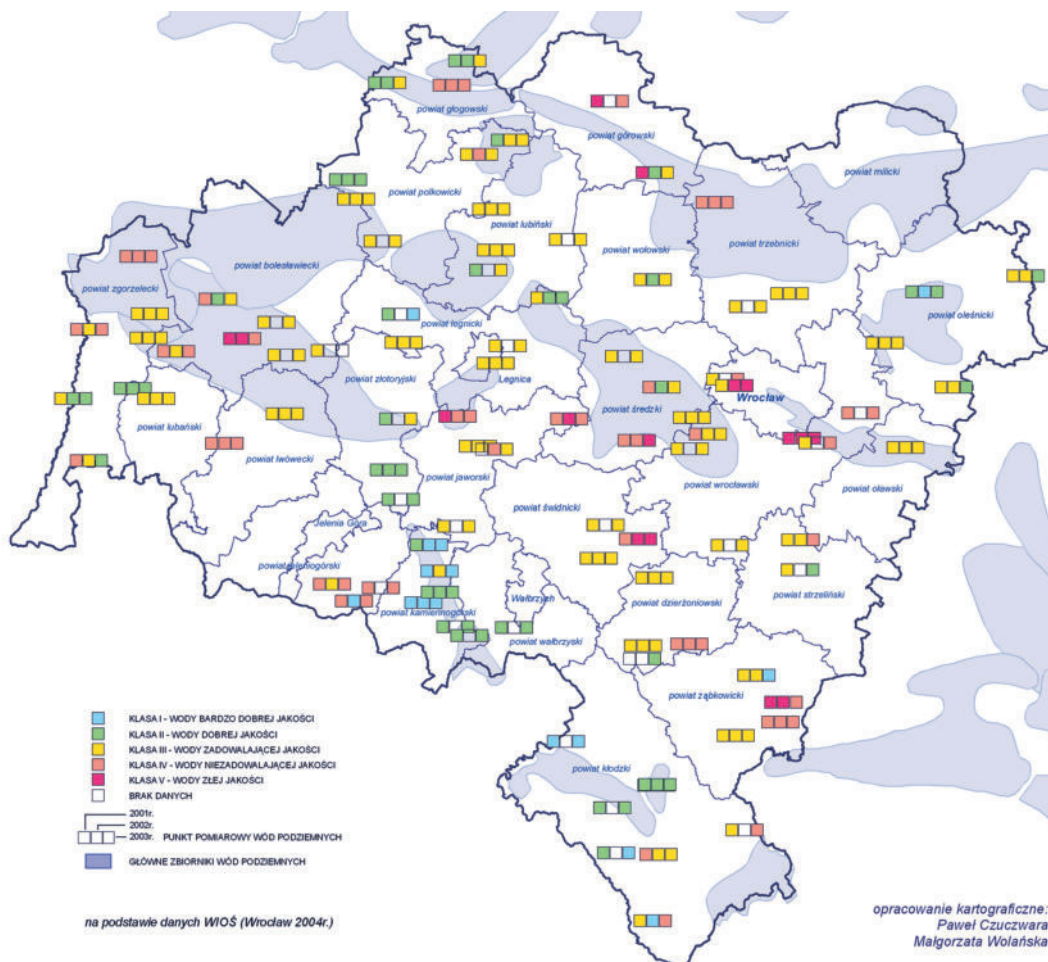 powiat głogowski
powiat górowski
powiat milicki
powiat polkowicki
powiat lubiński
powiat wołowski
powiat trzebnicki
powiat bolesławiecki
powiat zgorzelecki
powiat oleśnicki
powiat legnicki
powiat złotoryjski
Legnica
powiat średzki
Wrocław
powiat lubański
powiat lwówecki
powiat jaworski
powiat wrocławski
powiat oławski
powiat świdnicki
Jelenia Góra
powiat jeleniogórski
powiat kamiennogórski
Wałbrzych
powiat wałbrzyski
powiat dzierżoniowski
powiat strzeliński
powiat ząbkowicki
powiat kłodzki
KLASA I - WODY BARDZO DOBREJ JAKOŚCI
KLASA II - WODY DOBREJ JAKOŚCI
KLASA III - WODY ZADOWALAJĄCEJ JAKOŚCI
KLASA IV - WODY NIEZADOWALAJĄCEJ JAKOŚCI
KLASA V - WODY ZŁEJ JAKOŚCI
BRAK DANYCH
2001r.
2002r.
2003r. PUNKT POMIAROWY WÓD PODZIEMNYCH
GŁÓWNE ZBIORNIKI WÓD PODZIEMNYCH
na podstawie danych WIOŚ (Wrocław 2004r.)
opracowanie kartograficzne:
Paweł Czuczwara
Małgorzata Wolańska